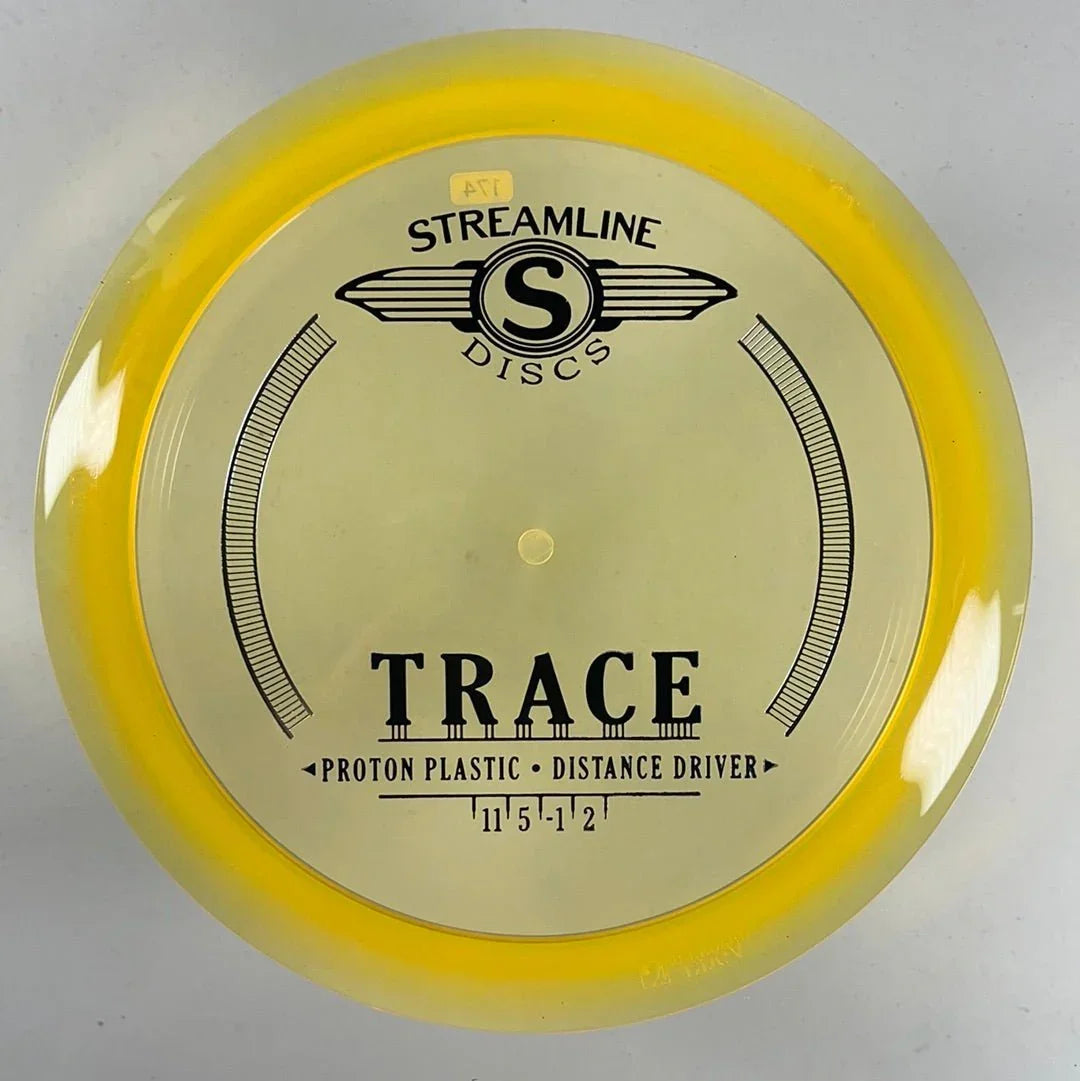 174
STREAMLINE
S
DISCS
TRACE
◄PROTON PLASTIC • DISTANCE DRIVER►
11 5 -1 2